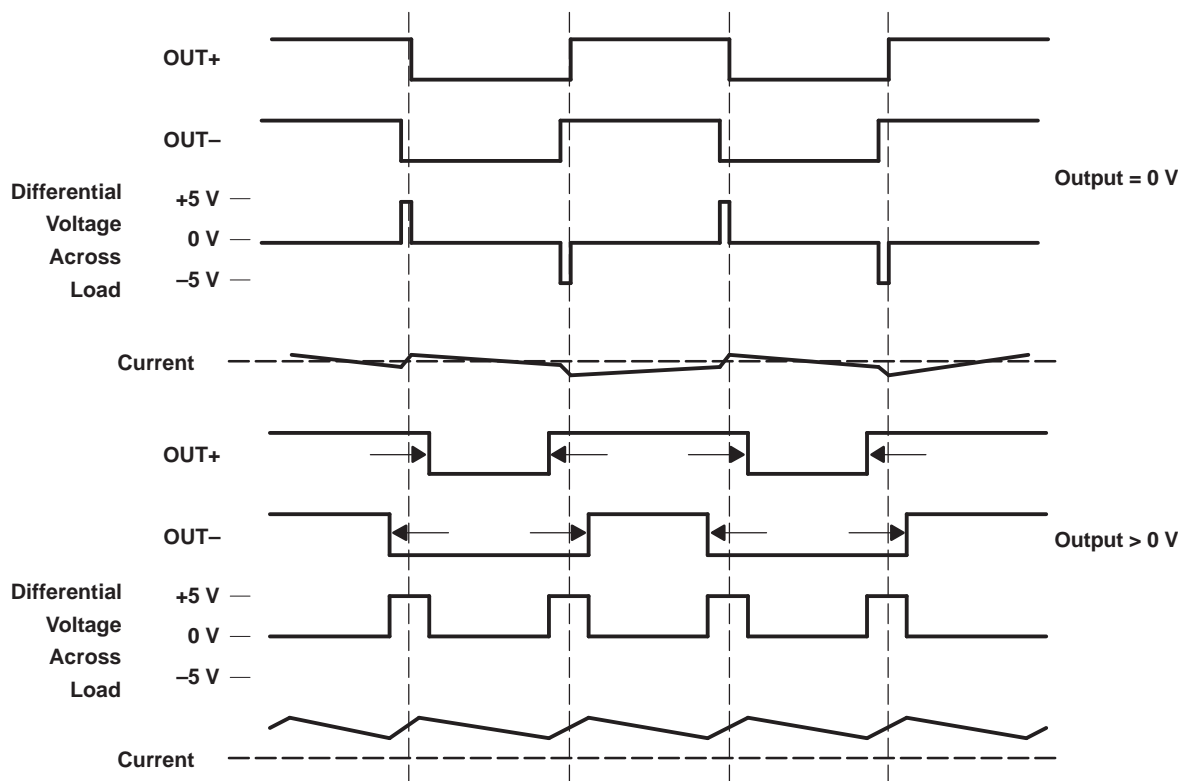 OUT+
OUT–
Output = 0 V
Differential
Voltage
Across
Load
+5 V
0 V
–5 V
Current
OUT+
OUT–
Output > 0 V
Differential
Voltage
Across
Load
+5 V
0 V
–5 V
Current